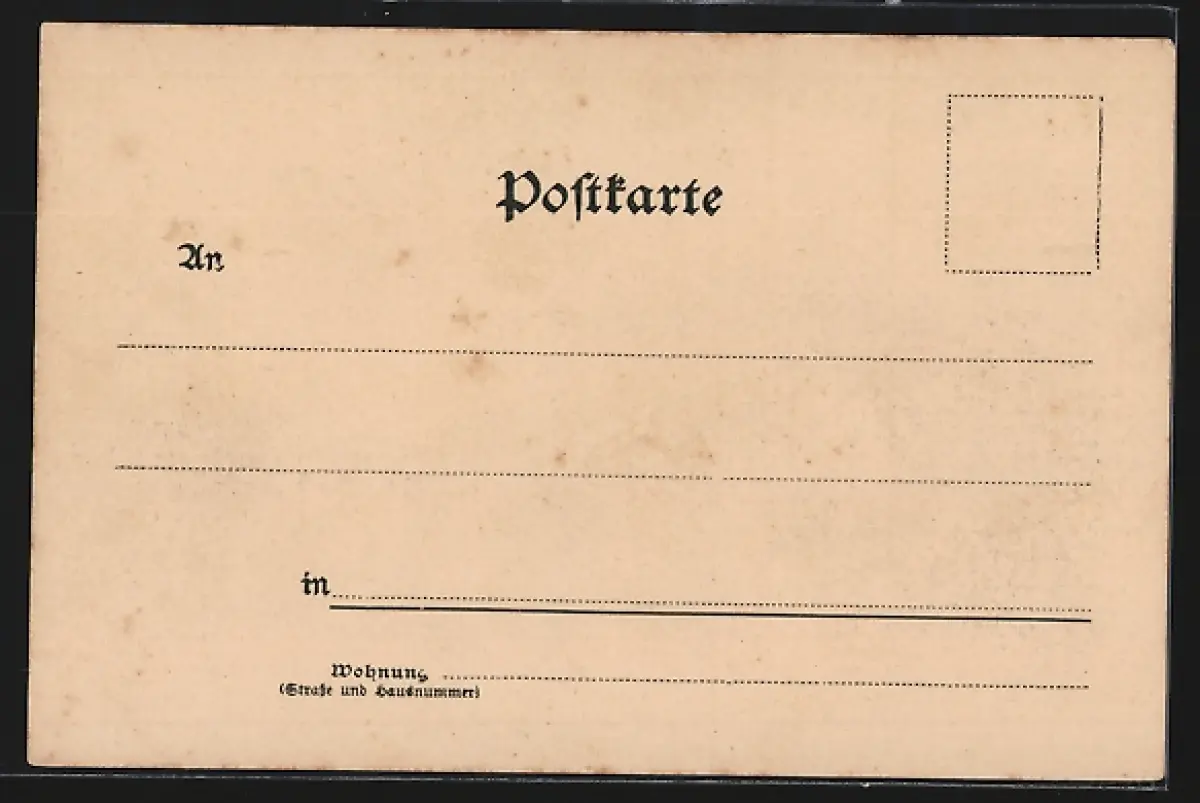 Postkarte
An
in
Wohnung
(Straße und Hausnummer)